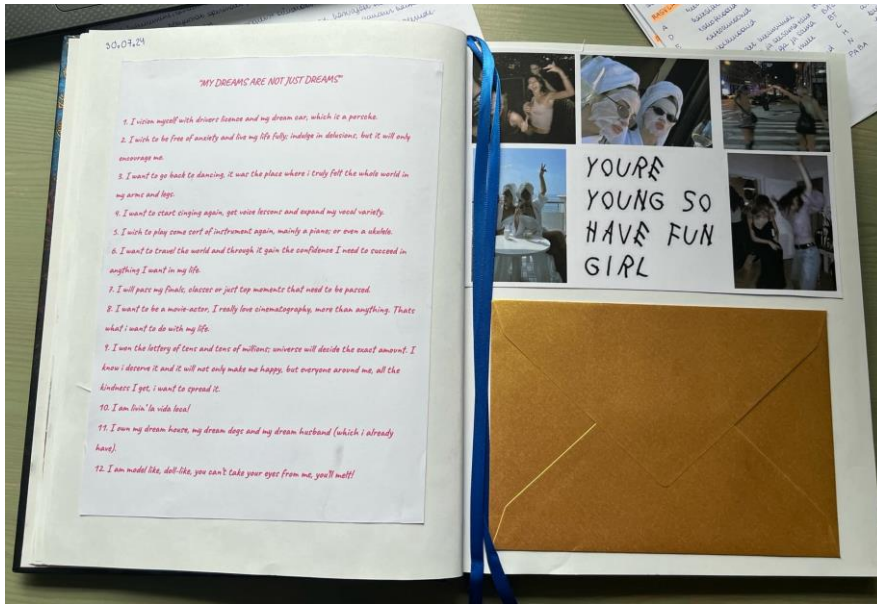 30.07.24
"MY DREAMS ARE NOT JUST DREAMS"
1. I vision myself with drivers license and my dream car, which is a porsche.
2. I wish to be free of anxiety and live my life fully; indulge in delusions, but it will only
encourage me.
3. I want to go back to dancing, it was the place where i truly felt the whole world in
my arms and legs.
4. I want to start singing again, get voice lessons and expand my vocal variety.
5. I wish to play some sort of instrument again, mainly a piano; or even a ukulele.
6. I want to travel the world and through it gain the confidence I need to succeed in
anything I want in my life.
7. I will pass my finals, classes or just top moments that need to be passed.
8. I want to be a movie-actor, I really love cinematography, more than anything. Thats
what i want to do with my life.
9. I won the lottery of tons and tons of millions; universe will decide the exact amount. I
know i deserve it and it will not only make me happy, but everyone around me, all the
kindness I get, i want to spread it.
10. I am livin' la vida loca!
11. I own my dream house, my dream dogs and my dream husband (which i already
have).
12. I am model like, doll-like, you can't take your eyes from me, you'll melt!
YOURE
YOUNG SO
HAVE FUN
GIRL